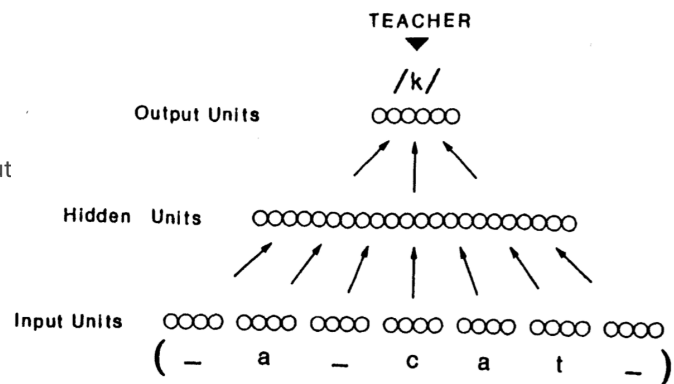 TEACHER
/k/
Output Units
Hidden Units
Input Units
( _ a _ c a t _ )